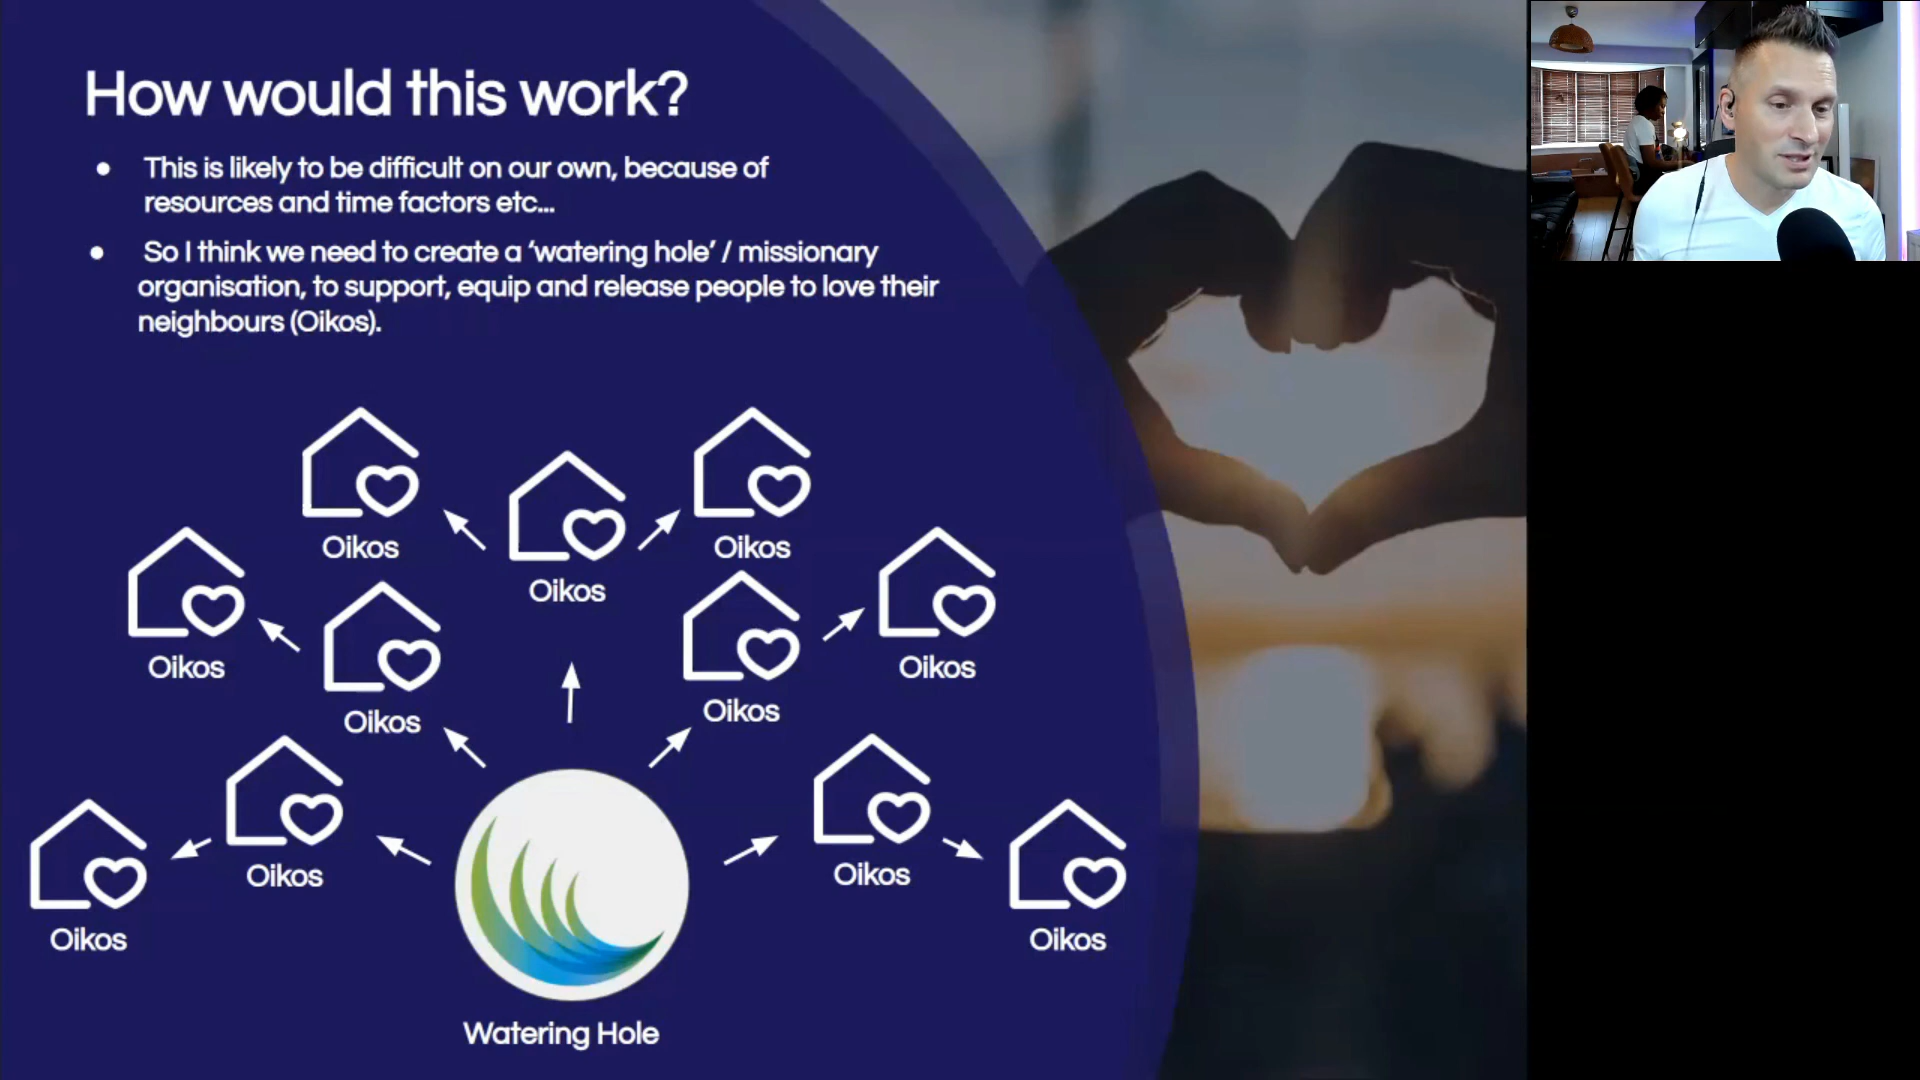 How would this work?
● This is likely to be difficult on our own, because of
resources and time factors etc...
● So I think we need to create a ‘watering hole’ / missionary
organisation, to support, equip and release people to love their
neighbours (Oikos).
Oikos
Oikos
Oikos
Oikos
Oikos
Oikos
Oikos
Oikos
Oikos
Oikos
Oikos
Watering Hole